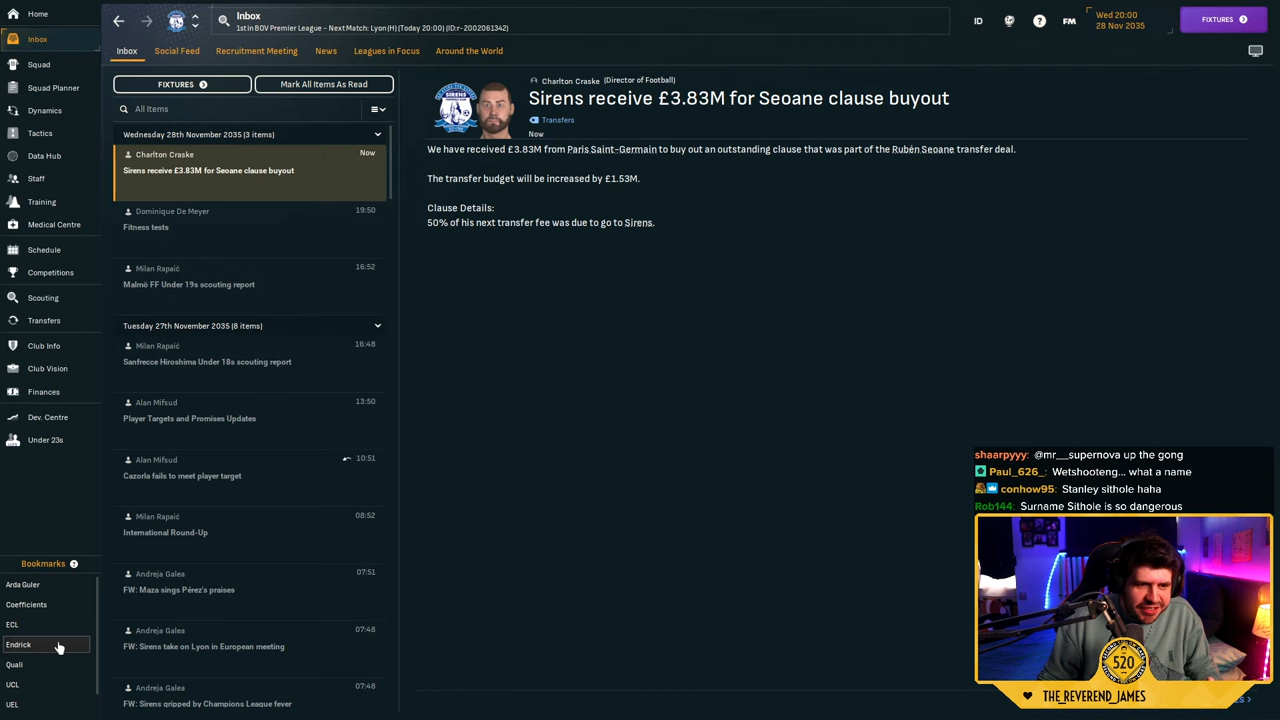 Home
Inbox
Squad
Squad Planner
Dynamics
Tactics
Data Hub
Staff
Training
Medical Centre
Schedule
Competitions
Scouting
Transfers
Club Info
Club Vision
Finances
Dev. Centre
Under 23s
Bookmarks ?
Arda Guler
Coefficients
ECL
Endrick
Quali
UCL
UEL
Inbox
1st in BOV Premier League - Next Match: Lyon (H) (Today 20:00) (ID:r-2002061342)
ID
?
FM
Wed 20:00
28 Nov 2035
FIXTURES
Inbox
Social Feed
Recruitment Meeting
News
Leagues in Focus
Around the World
FIXTURES
Mark All Items As Read
All Items
Wednesday 28th November 2035 (3 items)
Charlton Craske Now
Sirens receive £3.83M for Seoane clause buyout
Dominique De Meyer 19:50
Fitness tests
Milan Rapaić 16:52
Malmö FF Under 19s scouting report
Tuesday 27th November 2035 (8 items)
Milan Rapaić 16:48
Sanfrecce Hiroshima Under 18s scouting report
Alan Mifsud 13:50
Player Targets and Promises Updates
Alan Mifsud 10:51
Cazorla fails to meet player target
Milan Rapaić 08:52
International Round-Up
Andreja Galea 07:51
FW: Maza sings Pérez's praises
Andreja Galea 07:48
FW: Sirens take on Lyon in European meeting
Andreja Galea 07:48
FW: Sirens gripped by Champions League fever
SIRENS
Charlton Craske (Director of Football)
Sirens receive £3.83M for Seoane clause buyout
Transfers
Now
We have received £3.83M from Paris Saint-Germain to buy out an outstanding clause that was part of the Rubén Seoane transfer deal.
The transfer budget will be increased by £1.53M.
Clause Details:
50% of his next transfer fee was due to go to Sirens.
shaarpyyy: @mr__supernova up the gong
Paul_626_: Wetshooteng... what a name
conhow95: Stanley sithole haha
Rob144: Surname Sithole is so dangerous
520
THE_REVEREND_JAMES